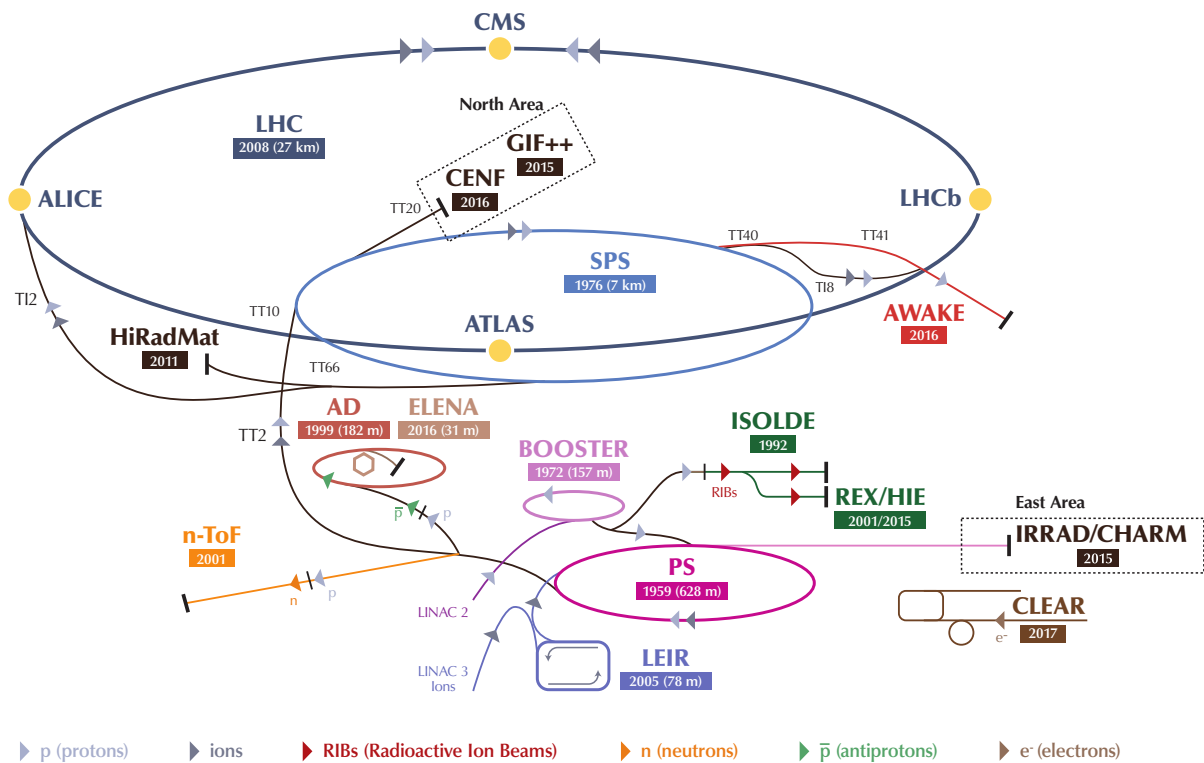 CMS
North Area
LHC
2008 (27 km)
GIF++
2015
CENF
2016
ALICE
LHCb
TT20
TT40
TT41
SPS
1976 (7 km)
TI2
TT10
TI8
ATLAS
AWAKE
2016
HiRadMat
2011
TT66
AD
1999 (182 m)
ELENA
2016 (31 m)
TT2
BOOSTER
1972 (157 m)
ISOLDE
1992
RIBs
REX/HIE
2001/2015
p̅
p
East Area
n-ToF
2001
IRRAD/CHARM
2015
PS
1959 (628 m)
n
p
LINAC 2
CLEAR
2017
e-
LINAC 3
Ions
LEIR
2005 (78 m)
p (protons)
ions
RIBs (Radioactive Ion Beams)
n (neutrons)
p̅ (antiprotons)
e- (electrons)